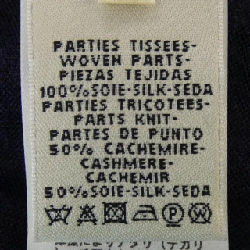 PARTIES TISSEES-
WOVEN PARTS-
PIEZAS TEJIDAS
100%SOIE-SILK-SEDA
PARTIES TRICOTEES-
PARTS KNIT-
PARTES DE PUNTO
50% CACHEMIRE-
CASHMERE-
CACHEMIR
50%SOIE-SILK-SEDA